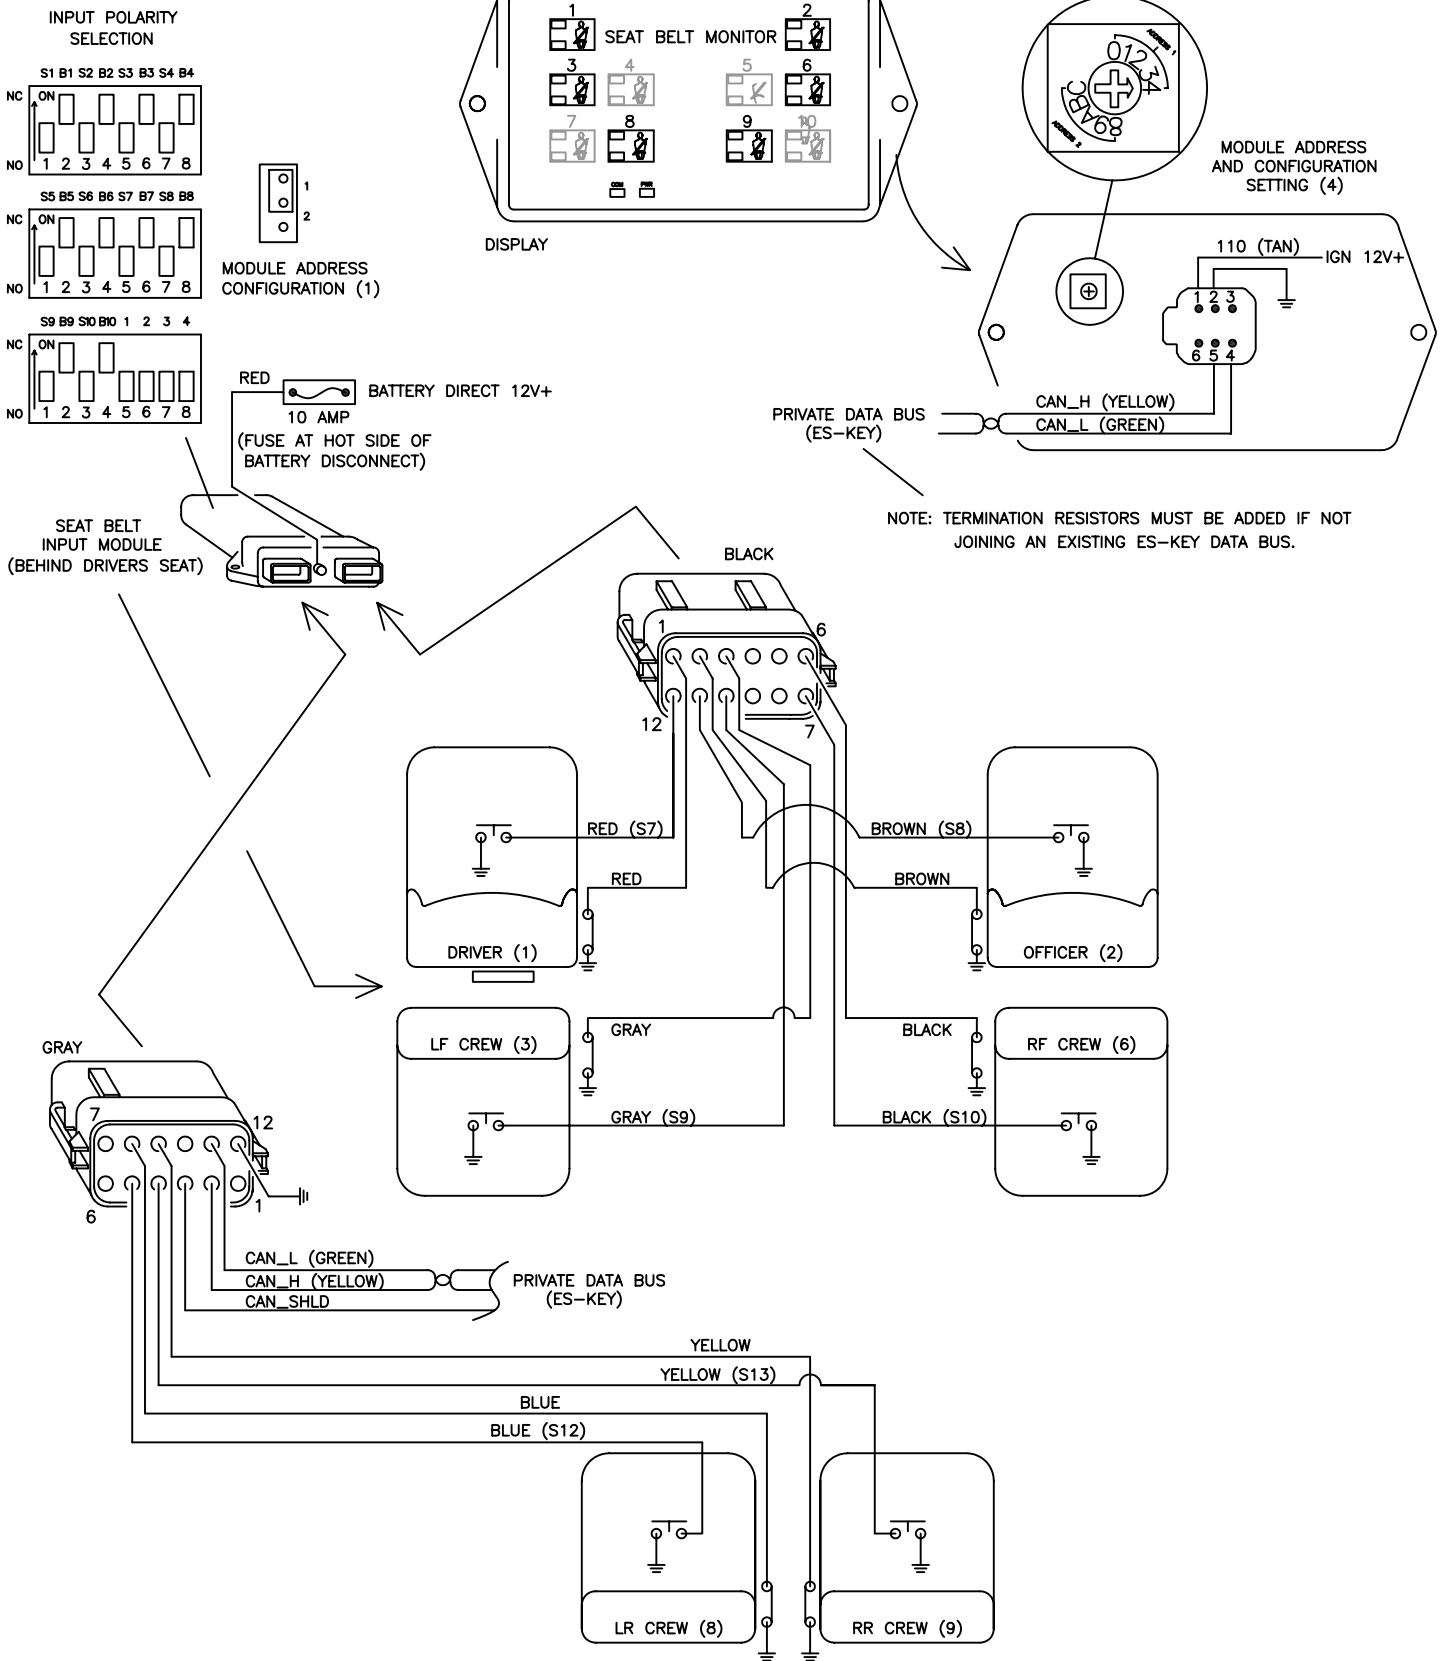 INPUT POLARITY
SELECTION
S1 B1 S2 B2 S3 B3 S4 B4
NC ON
NO 1 2 3 4 5 6 7 8
S5 B5 S6 B6 S7 B7 S8 B8
NC ON
NO 1 2 3 4 5 6 7 8
S9 B9 S10 B10 1 2 3 4
NC ON
NO 1 2 3 4 5 6 7 8
1
2
MODULE ADDRESS
CONFIGURATION (1)
1 2
SEAT BELT MONITOR
3 4 5 6
7 8 9 10
COM PWR
DISPLAY
ADDRESS 1
01234
89ABC
ADDRESS 2
MODULE ADDRESS
AND CONFIGURATION
SETTING (4)
110 (TAN)
IGN 12V+
1 2 3
6 5 4
CAN_H (YELLOW)
CAN_L (GREEN)
PRIVATE DATA BUS
(ES-KEY)
NOTE: TERMINATION RESISTORS MUST BE ADDED IF NOT
JOINING AN EXISTING ES-KEY DATA BUS.
RED
BATTERY DIRECT 12V+
10 AMP
(FUSE AT HOT SIDE OF
BATTERY DISCONNECT)
SEAT BELT
INPUT MODULE
(BEHIND DRIVERS SEAT)
BLACK
1 6
12 7
RED (S7)
BROWN (S8)
RED
BROWN
DRIVER (1)
OFFICER (2)
GRAY
BLACK
LF CREW (3)
RF CREW (6)
GRAY (S9)
BLACK (S10)
GRAY
7 12
6 1
CAN_L (GREEN)
CAN_H (YELLOW)
CAN_SHLD
PRIVATE DATA BUS
(ES-KEY)
YELLOW
YELLOW (S13)
BLUE
BLUE (S12)
LR CREW (8)
RR CREW (9)